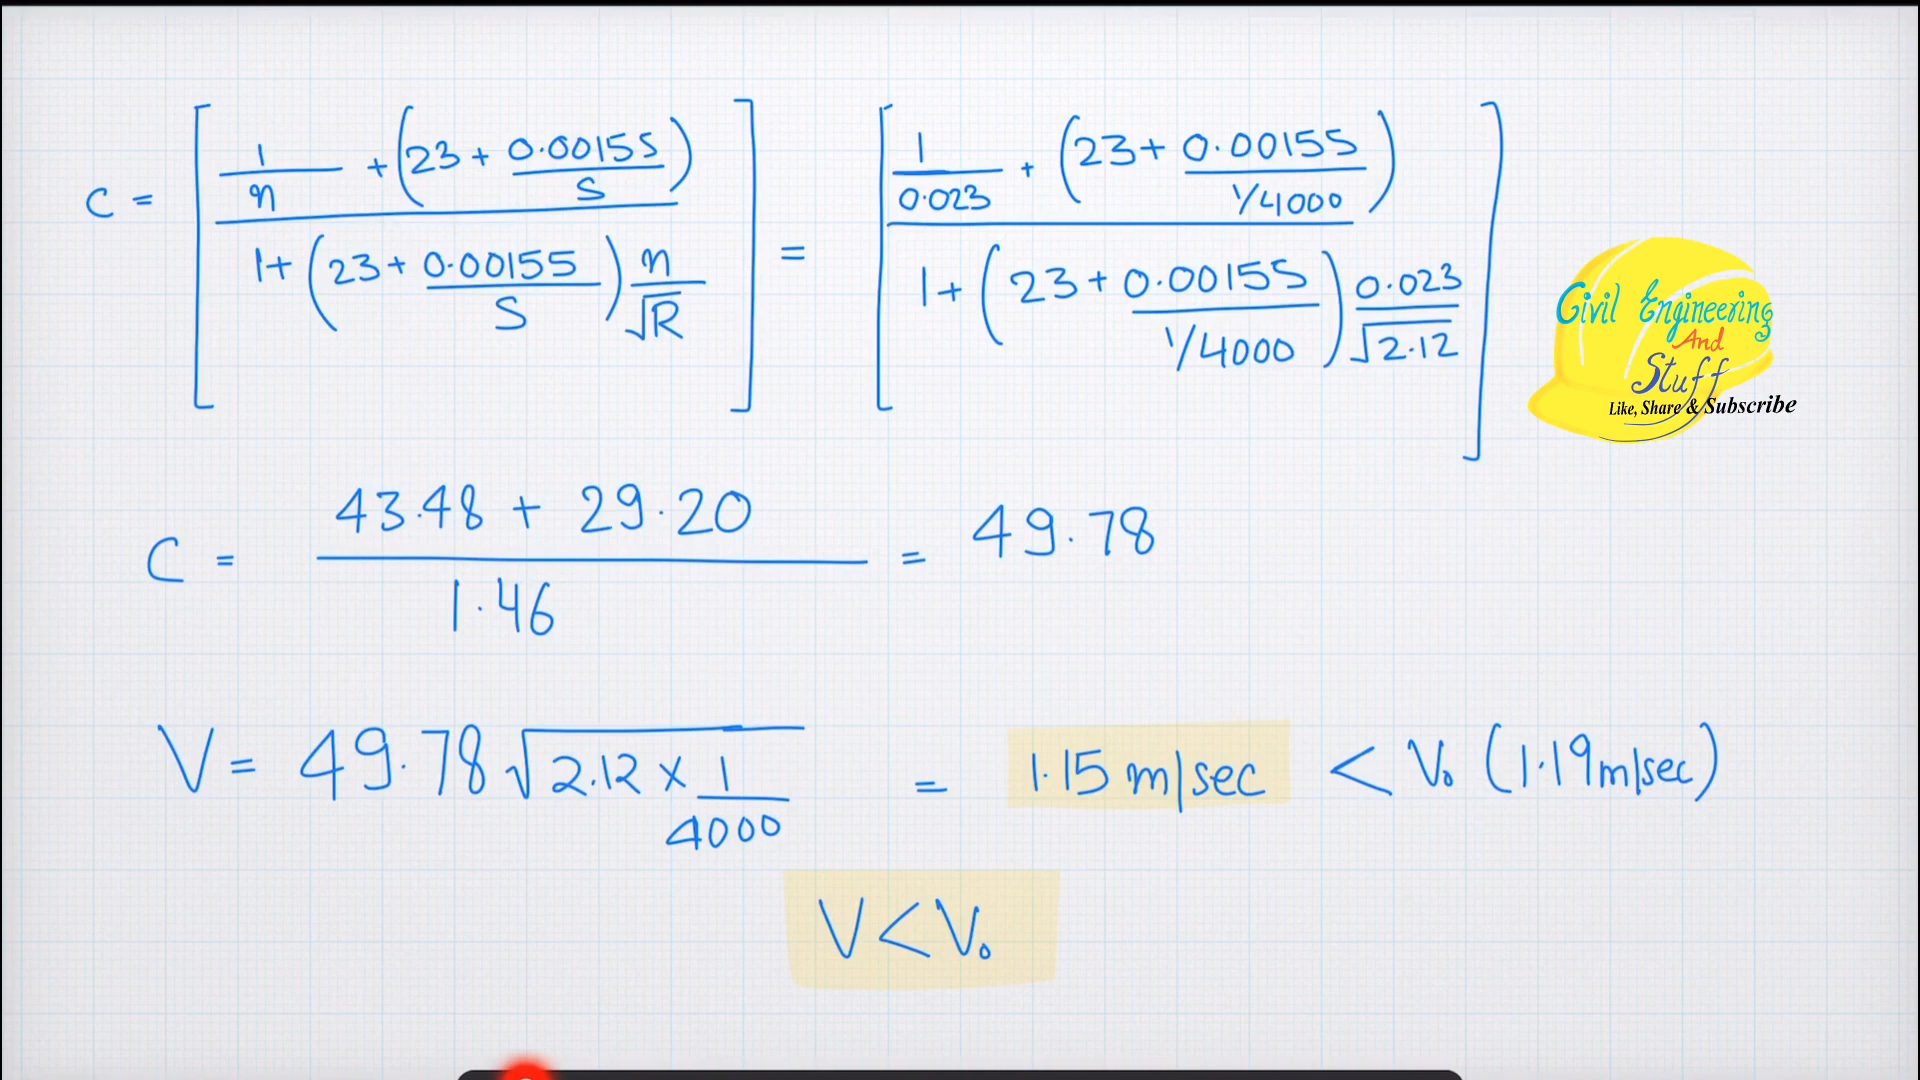 C = [ 1/n + (23 + 0.00155/S) / 1 + (23 + 0.00155/S) n/√R ] = [ 1/0.023 + (23 + 0.00155/1/4000) / 1 + (23 + 0.00155/1/4000) 0.023/√2.12 ]
Civil Engineering
And
Stuff
Like, Share & Subscribe
C = 43.48 + 29.20 / 1.46 = 49.78
V = 49.78 √2.12 × 1/4000 = 1.15 m/sec < V₀ (1.19m/sec)
V < V₀